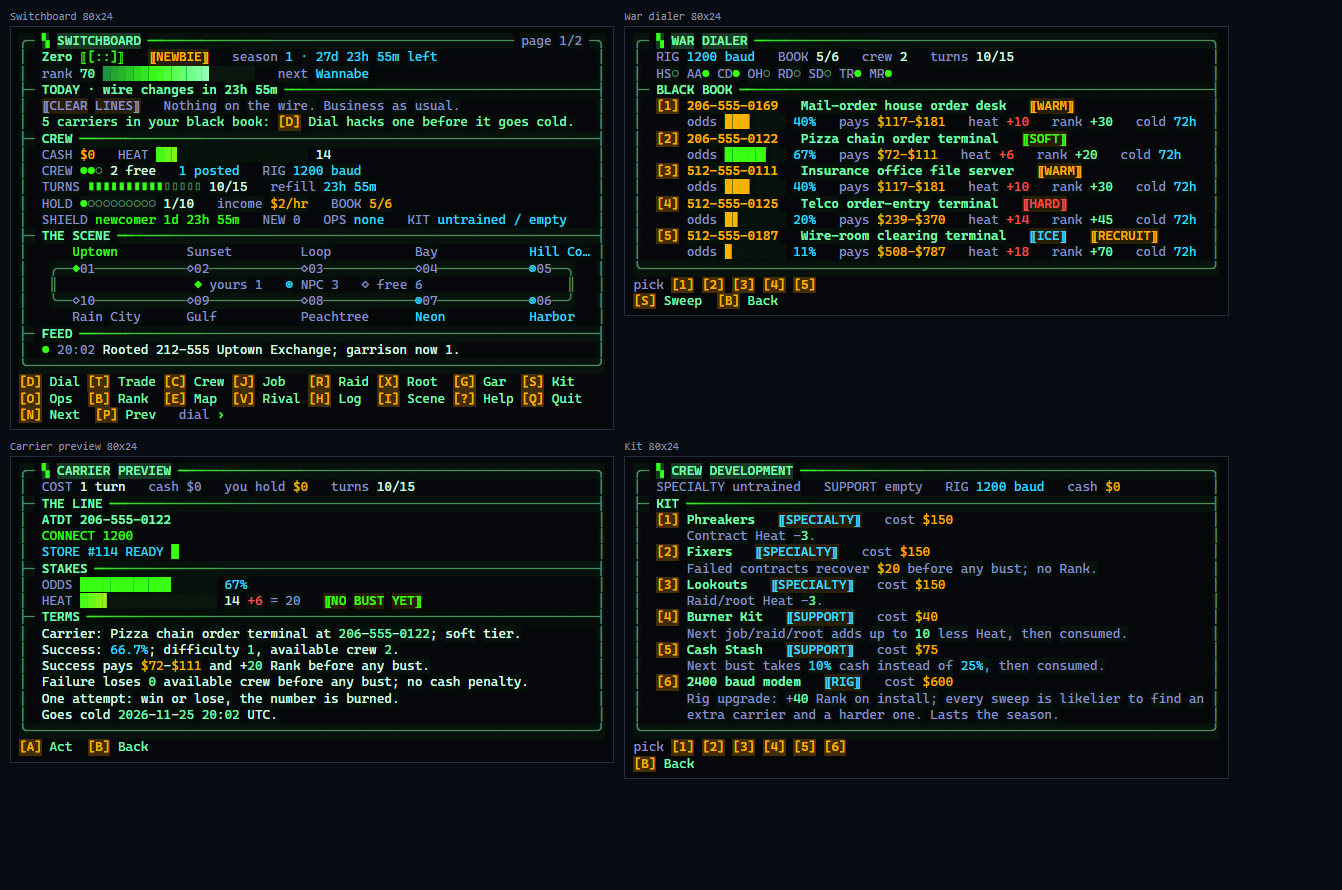 Switchboard 80x24
SWITCHBOARD page 1/2
Zero ⟦[::]⟧ ⟦NEWBIE⟧ season 1 · 27d 23h 55m left
rank 70 next Wannabe
TODAY · wire changes in 23h 55m
⟦CLEAR LINES⟧ Nothing on the wire. Business as usual.
5 carriers in your black book: [D] Dial hacks one before it goes cold.
CREW
CASH $0 HEAT 14
CREW ●●○ 2 free 1 posted RIG 1200 baud
TURNS ▮▮▮▮▮▮▮▮▮▮▯▯▯▯▯ 10/15 refill 23h 55m
HOLD ●○○○○○○○○○ 1/10 income $2/hr BOOK 5/6
SHIELD newcomer 1d 23h 55m NEW 0 OPS none KIT untrained / empty
THE SCENE
Uptown Sunset Loop Bay Hill Co…
◆01 ◇02 ◇03 ◇04 ●05
◆ yours 1 ● NPC 3 ◇ free 6
◇10 ◇09 ◇08 ●07 ●06
Rain City Gulf Peachtree Neon Harbor
FEED
● 20:02 Rooted 212-555 Uptown Exchange; garrison now 1.
[D] Dial [T] Trade [C] Crew [J] Job [R] Raid [X] Root [G] Gar [S] Kit
[O] Ops [B] Rank [E] Map [V] Rival [H] Log [I] Scene [?] Help [Q] Quit
[N] Next [P] Prev dial ›
War dialer 80x24
WAR DIALER
RIG 1200 baud BOOK 5/6 crew 2 turns 10/15
HS○ AA● CD● OH○ RD○ SD○ TR● MR●
BLACK BOOK
[1] 206-555-0169 Mail-order house order desk ⟦WARM⟧
odds 40% pays $117-$181 heat +10 rank +30 cold 72h
[2] 206-555-0122 Pizza chain order terminal ⟦SOFT⟧
odds 67% pays $72-$111 heat +6 rank +20 cold 72h
[3] 512-555-0111 Insurance office file server ⟦WARM⟧
odds 40% pays $117-$181 heat +10 rank +30 cold 72h
[4] 512-555-0125 Telco order-entry terminal ⟦HARD⟧
odds 20% pays $239-$370 heat +14 rank +45 cold 72h
[5] 512-555-0187 Wire-room clearing terminal ⟦ICE⟧ ⟦RECRUIT⟧
odds 11% pays $508-$787 heat +18 rank +70 cold 72h
pick [1] [2] [3] [4] [5]
[S] Sweep [B] Back
Carrier preview 80x24
CARRIER PREVIEW
COST 1 turn cash $0 you hold $0 turns 10/15
THE LINE
ATDT 206-555-0122
CONNECT 1200
STORE #114 READY
STAKES
ODDS 67%
HEAT 14 +6 = 20 ⟦NO BUST YET⟧
TERMS
Carrier: Pizza chain order terminal at 206-555-0122; soft tier.
Success: 66.7%; difficulty 1, available crew 2.
Success pays $72-$111 and +20 Rank before any bust.
Failure loses 0 available crew before any bust; no cash penalty.
One attempt: win or lose, the number is burned.
Goes cold 2026-11-25 20:02 UTC.
[A] Act [B] Back
Kit 80x24
CREW DEVELOPMENT
SPECIALTY untrained SUPPORT empty RIG 1200 baud cash $0
KIT
[1] Phreakers ⟦SPECIALTY⟧ cost $150
Contract Heat -3.
[2] Fixers ⟦SPECIALTY⟧ cost $150
Failed contracts recover $20 before any bust; no Rank.
[3] Lookouts ⟦SPECIALTY⟧ cost $150
Raid/root Heat -3.
[4] Burner Kit ⟦SUPPORT⟧ cost $40
Next job/raid/root adds up to 10 less Heat, then consumed.
[5] Cash Stash ⟦SUPPORT⟧ cost $75
Next bust takes 10% cash instead of 25%, then consumed.
[6] 2400 baud modem ⟦RIG⟧ cost $600
Rig upgrade: +40 Rank on install; every sweep is likelier to find an
extra carrier and a harder one. Lasts the season.
pick [1] [2] [3] [4] [5] [6]
[B] Back